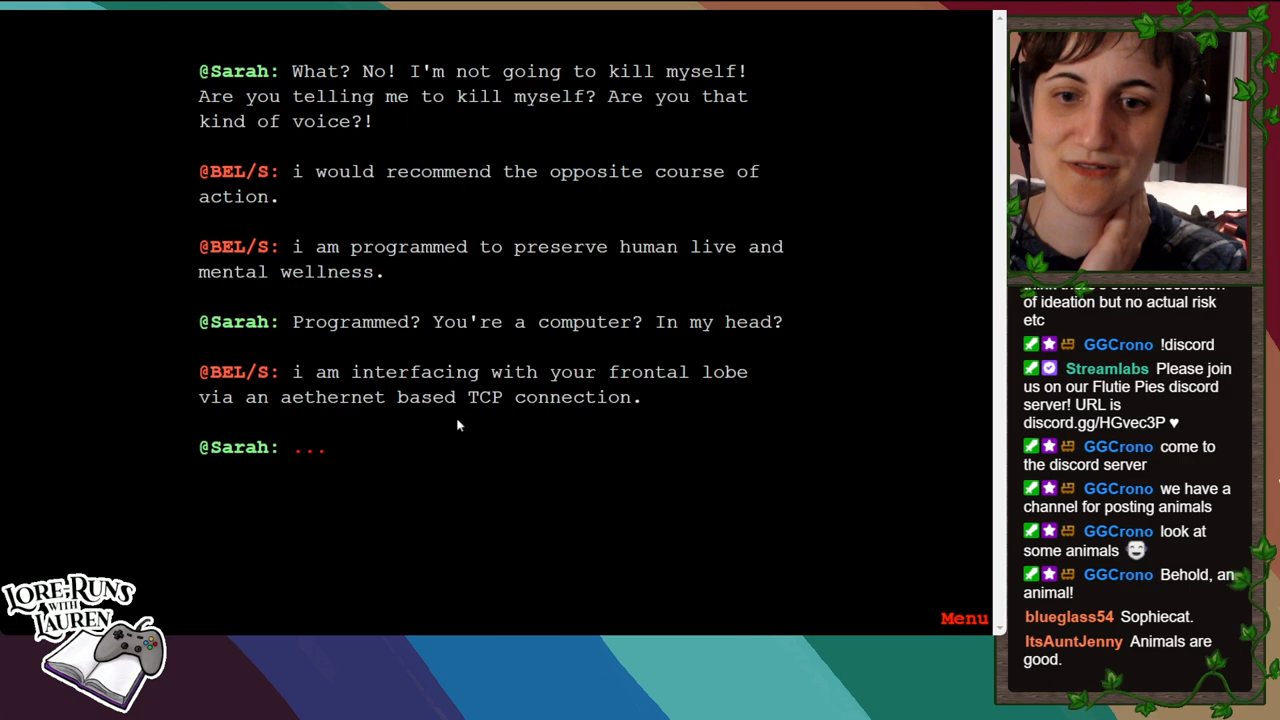 @Sarah: What? No! I'm not going to kill myself!
Are you telling me to kill myself? Are you that
kind of voice?!
@BEL/S: i would recommend the opposite course of
action.
@BEL/S: i am programmed to preserve human live and
mental wellness.
@Sarah: Programmed? You're a computer? In my head?
@BEL/S: i am interfacing with your frontal lobe
via an aethernet based TCP connection.
@Sarah: ...
Menu
LORE-RUNS
WITH
LAUREN
of ideation but no actual risk
etc
GGCrono !discord
Streamlabs Please join
us on our Flutie Pies discord
server! URL is
discord.gg/HGvec3P ♥
GGCrono come to
the discord server
GGCrono we have a
channel for posting animals
GGCrono look at
some animals
GGCrono Behold, an
animal!
blueglass54 Sophiecat.
ItsAuntJenny Animals are
good.